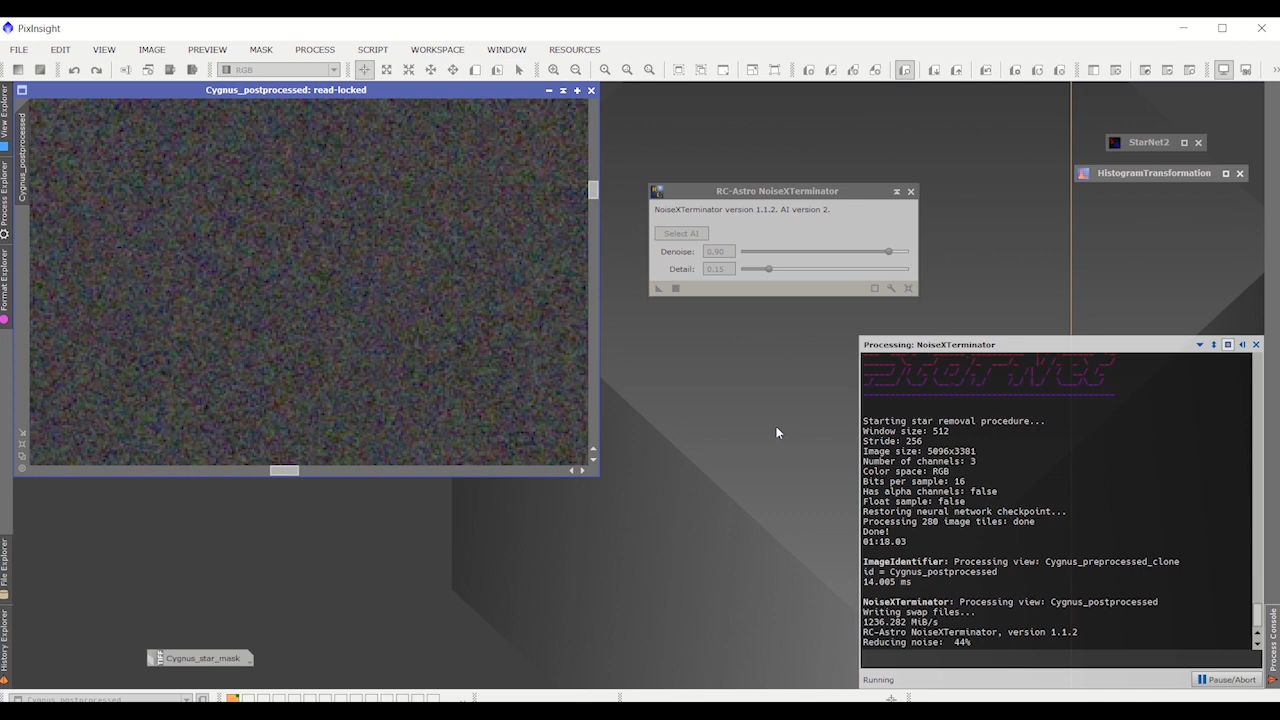 PixInsight
FILE EDIT VIEW IMAGE PREVIEW MASK PROCESS SCRIPT WORKSPACE WINDOW RESOURCES
RGB
Cygnus_postprocessed: read-locked
Cygnus_postprocessed
View Explorer
Process Explorer
Format Explorer
File Explorer
History Explorer
StarNet2
HistogramTransformation
RC-Astro NoiseXTerminator
NoiseXTerminator version 1.1.2. AI version 2.
Select AI
Denoise: 0.90
Detail: 0.15
Processing: NoiseXTerminator
Starting star removal procedure...
Window size: 512
Stride: 256
Image size: 5096x3381
Number of channels: 3
Color space: RGB
Bits per sample: 16
Has alpha channels: false
Float sample: false
Restoring neural network checkpoint...
Processing 280 image tiles: done
Done!
01:18.03
ImageIdentifier: Processing view: Cygnus_preprocessed_clone
id = Cygnus_postprocessed
14.005 ms
NoiseXTerminator: Processing view: Cygnus_postprocessed
Writing swap files...
1236.282 MiB/s
RC-Astro NoiseXTerminator, version 1.1.2
Reducing noise: 44%
Running
Pause/Abort
Process Console
TIFF
Cygnus_star_mask
Cygnus_postprocessed